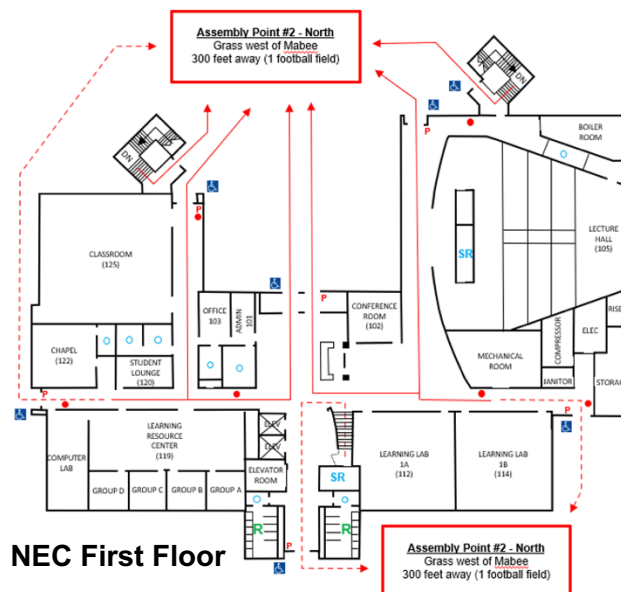 Assembly Point #2 - North
Grass west of Mabee
300 feet away (1 football field)
DN
DN
P
BOILER
ROOM
P
SR
LECTURE
HALL
(105)
CLASSROOM
(125)
OFFICE
103
ADMIN
101
P
CONFERENCE
ROOM
(102)
RISE
COMPRESSOR
ELEC
CHAPEL
(122)
STUDENT
LOUNGE
(120)
MECHANICAL
ROOM
JANITOR
STORAG
P
P
LEARNING
RESOURCE
CENTER
(119)
ELEV
ELEV
COMPUTER
LAB
ELEVATOR
ROOM
SR
LEARNING LAB
1A
(112)
LEARNING LAB
1B
(114)
GROUP D
GROUP C
GROUP B
GROUP A
R
R
P
NEC First Floor
Assembly Point #2 - North
Grass west of Mabee
300 feet away (1 football field)